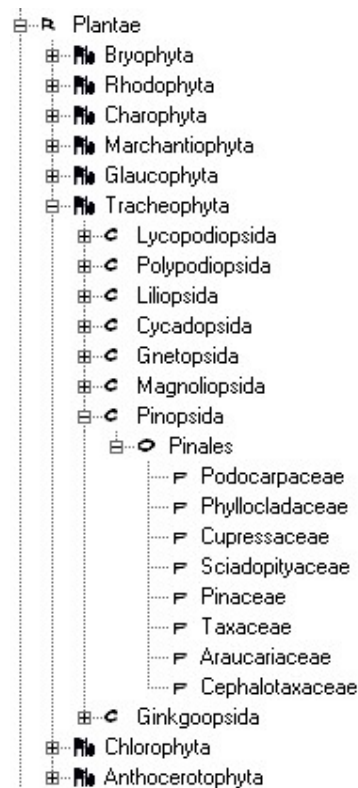 Plantae
Bryophyta
Rhodophyta
Charophyta
Marchantiophyta
Glaucophyta
Tracheophyta
Lycopodiopsida
Polypodiopsida
Liliopsida
Cycadopsida
Gnetopsida
Magnoliopsida
Pinopsida
Pinales
Podocarpaceae
Phyllocladaceae
Cupressaceae
Sciadopityaceae
Pinaceae
Taxaceae
Araucariaceae
Cephalotaxaceae
Ginkgoopsida
Chlorophyta
Anthocerotophyta